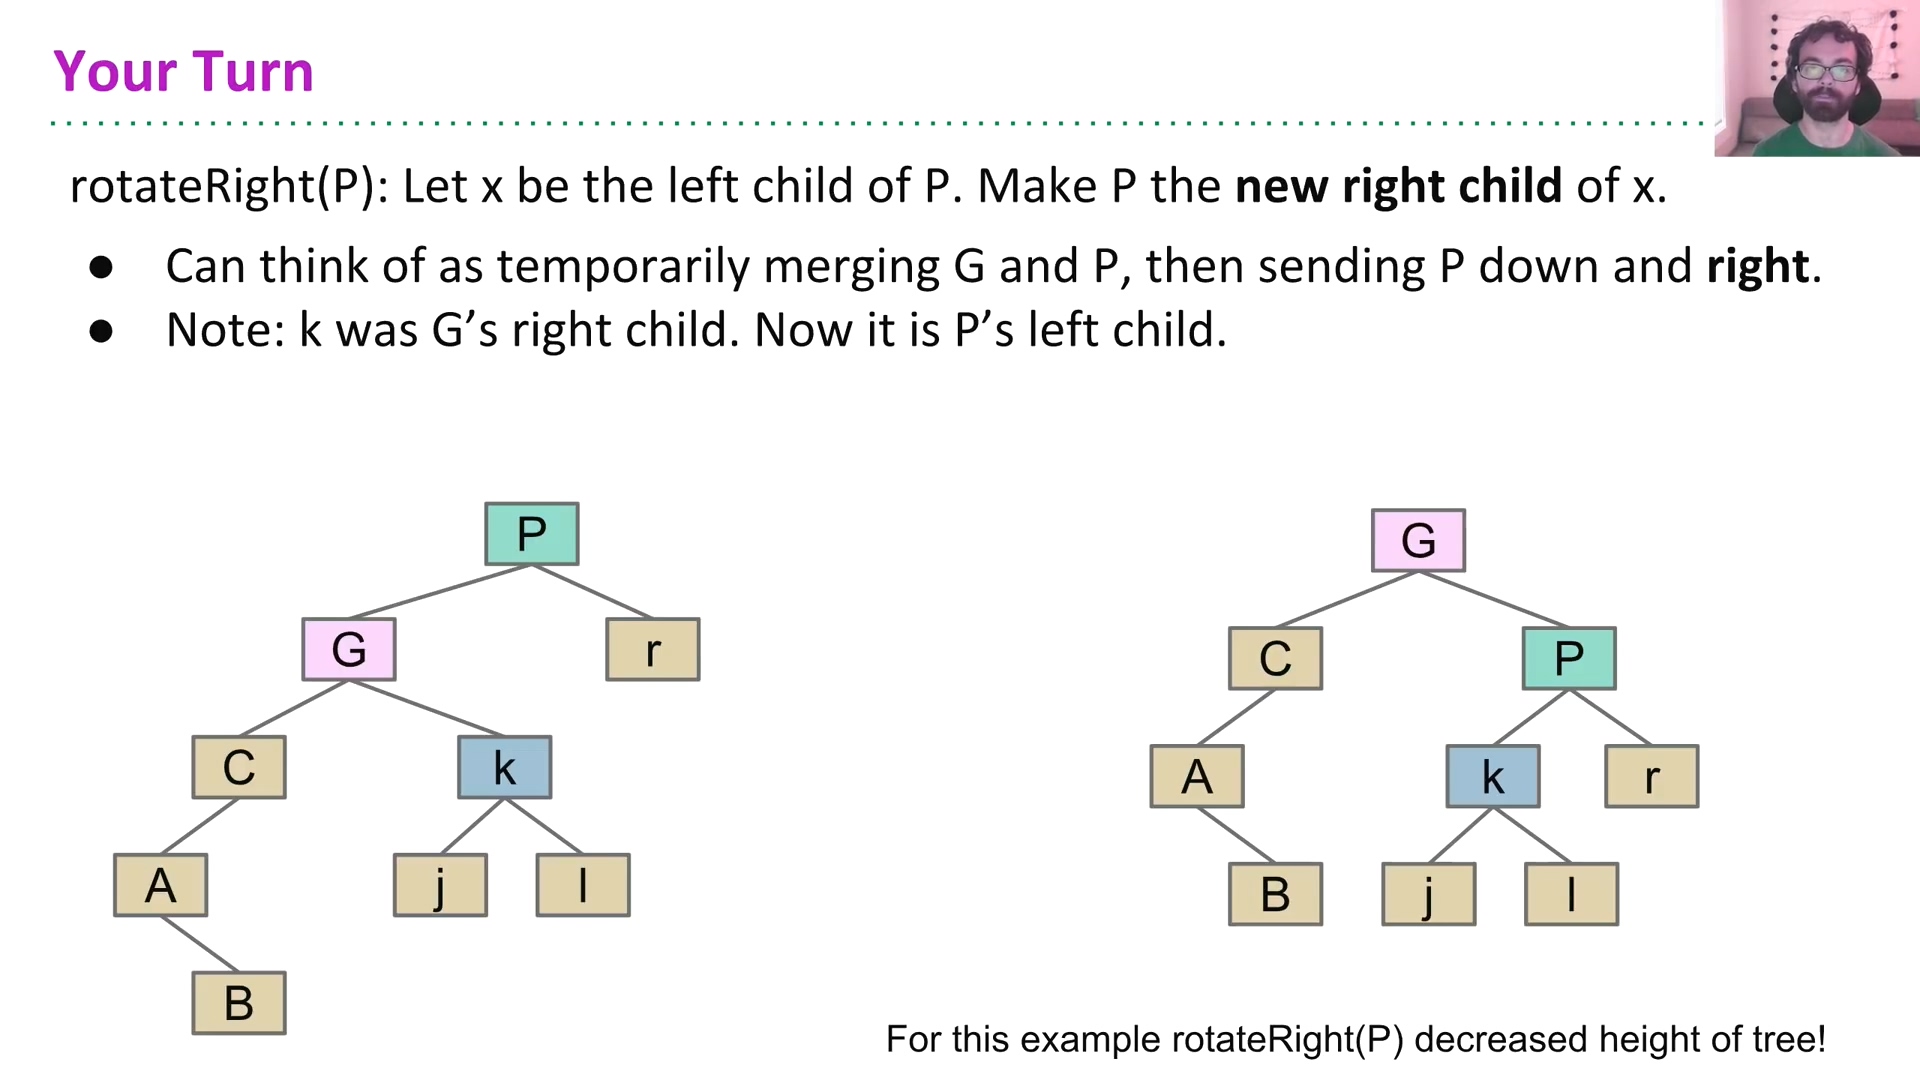 Your Turn
rotateRight(P): Let x be the left child of P. Make P the new right child of x.
● Can think of as temporarily merging G and P, then sending P down and right.
● Note: k was G’s right child. Now it is P’s left child.
P
G
G
r
C
P
C
k
A
k
r
A
j
l
B
j
l
B
For this example rotateRight(P) decreased height of tree!